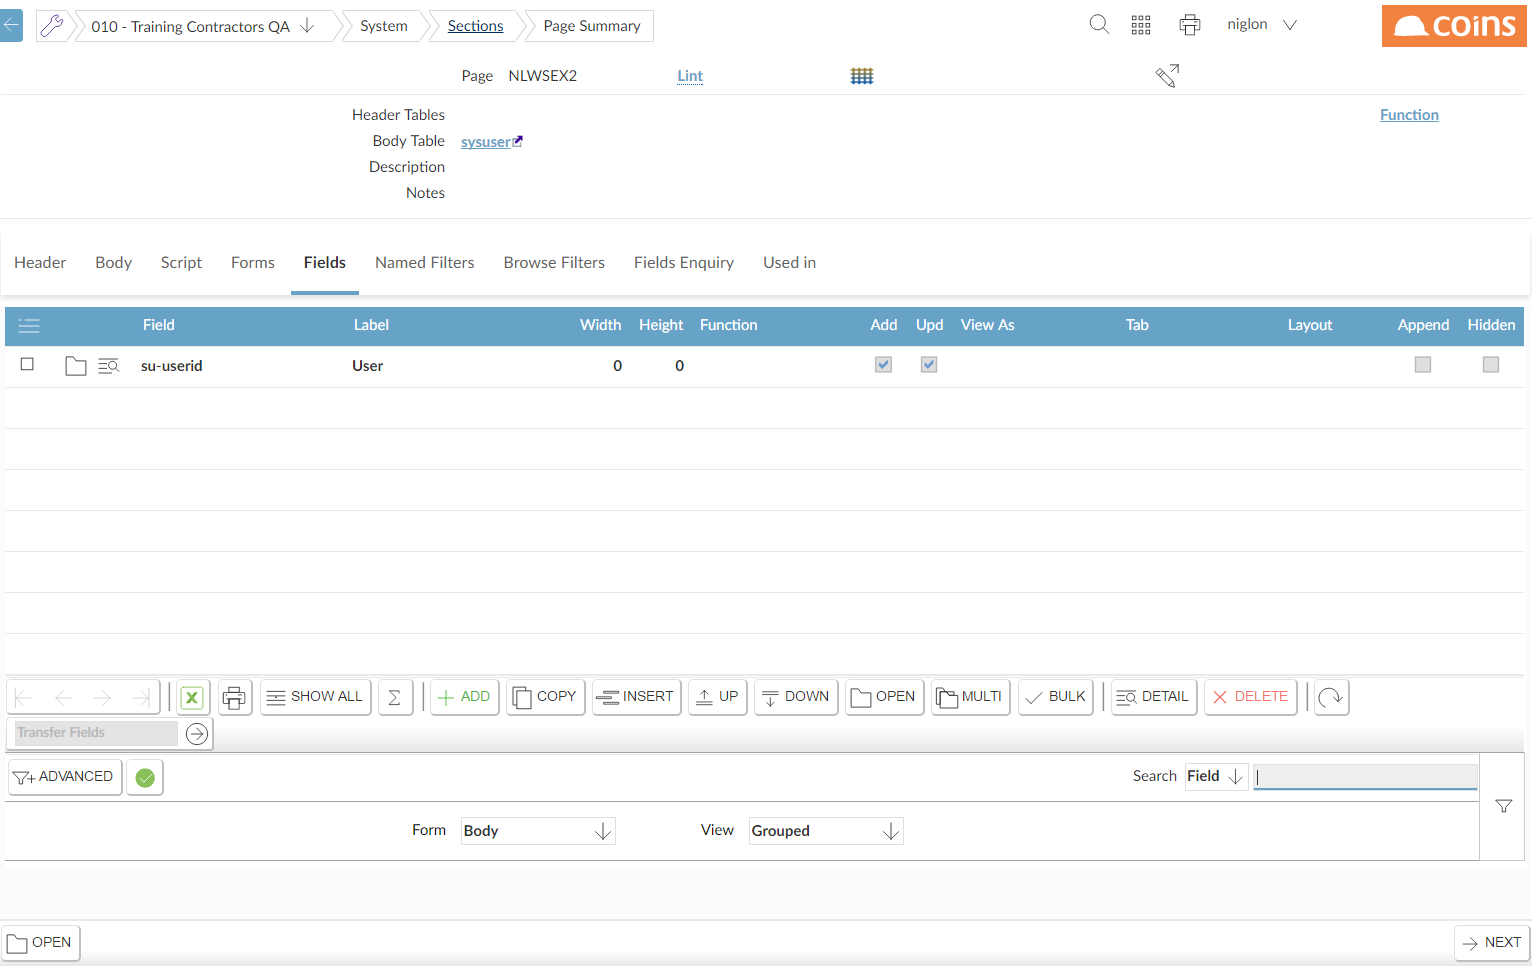 010 - Training Contractors QA System Sections Page Summary niglon coins
Page NLWSEX2 Lint
Header Tables Function
Body Table sysuser
Description
Notes
Header Body Script Forms Fields Named Filters Browse Filters Fields Enquiry Used in
Field Label Width Height Function Add Upd View As Tab Layout Append Hidden
su-userid User 0 0
SHOW ALL ADD COPY INSERT UP DOWN OPEN MULTI BULK DETAIL DELETE
Transfer Fields
ADVANCED Search Field
Form Body View Grouped
OPEN NEXT